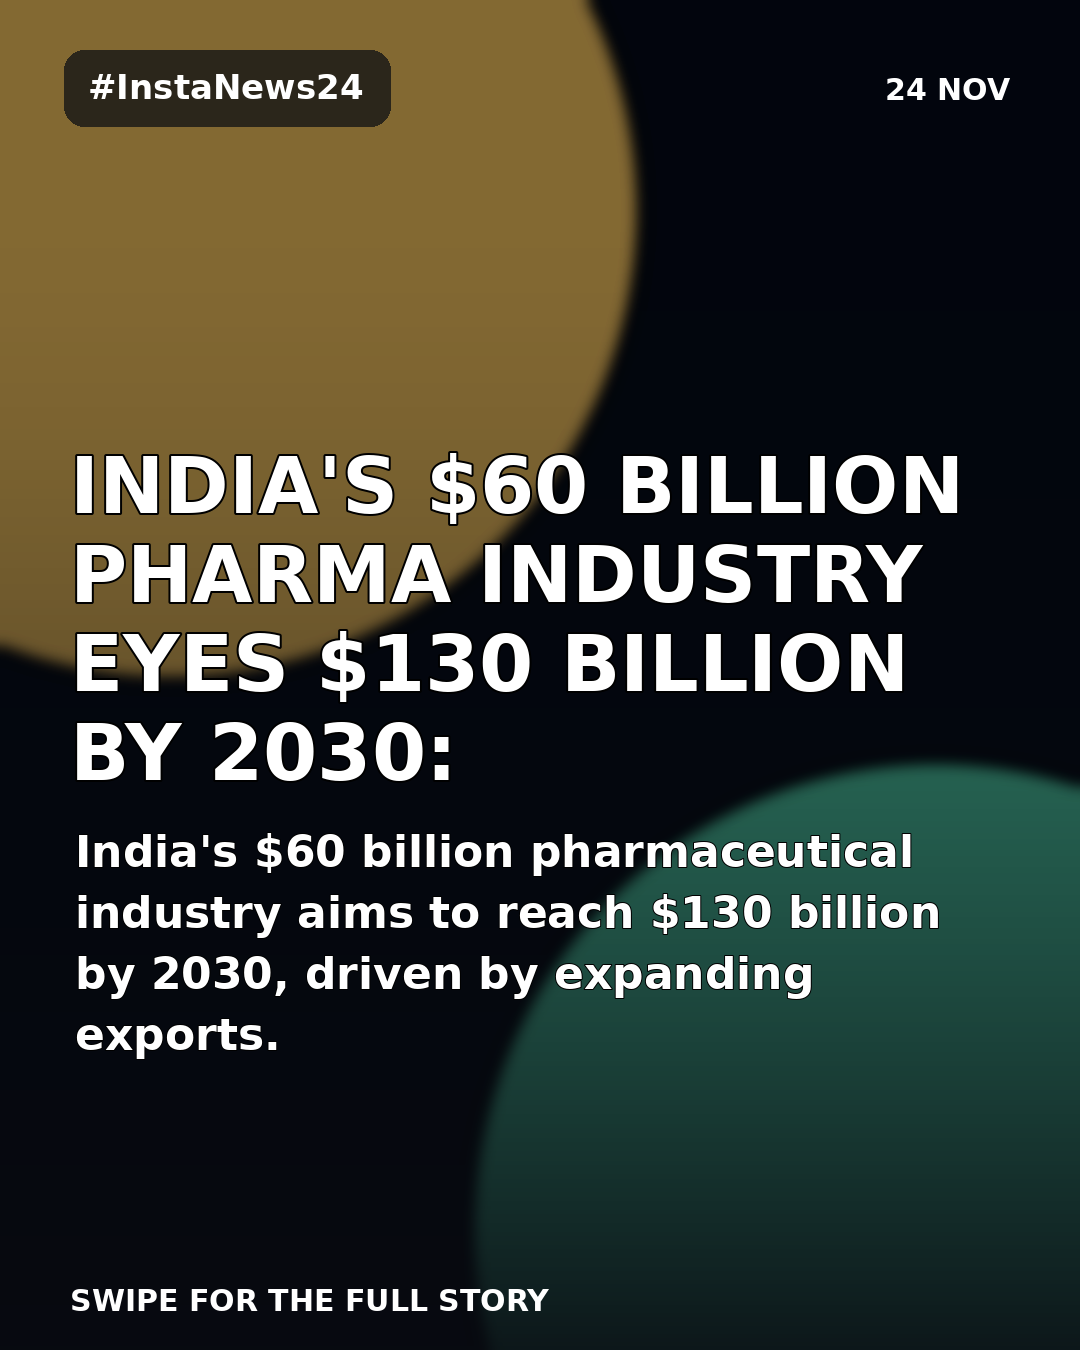 #InstaNews24
24 NOV
INDIA'S $60 BILLION
PHARMA INDUSTRY
EYES $130 BILLION
BY 2030:
India's $60 billion pharmaceutical
industry aims to reach $130 billion
by 2030, driven by expanding
exports.
SWIPE FOR THE FULL STORY